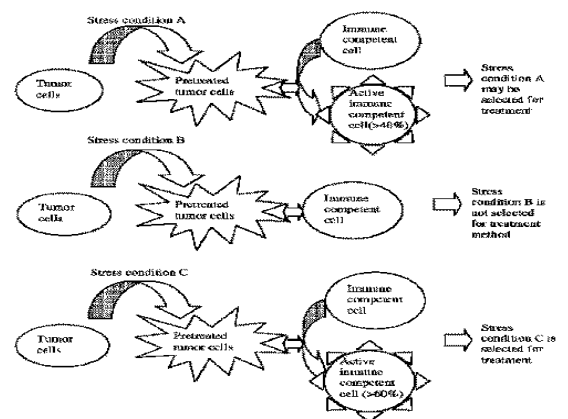 Stress condition A
Tumor
cells
Pretreated
tumor cells
Immune
competent
cell
Active
immune
competent
cell(>40%)
Stress
condition A
may be
selected for
treatment
Stress condition B
Tumor
cells
Pretreated
tumor cells
Immune
competent cell
Stress
condition B is
not selected
for treatment
method
Stress condition C
Tumor
cells
Pretreated
tumor cells
Immune
competent
cell
Active
immune
competent
cell (>60%)
Stress
condition C is
selected for
treatment